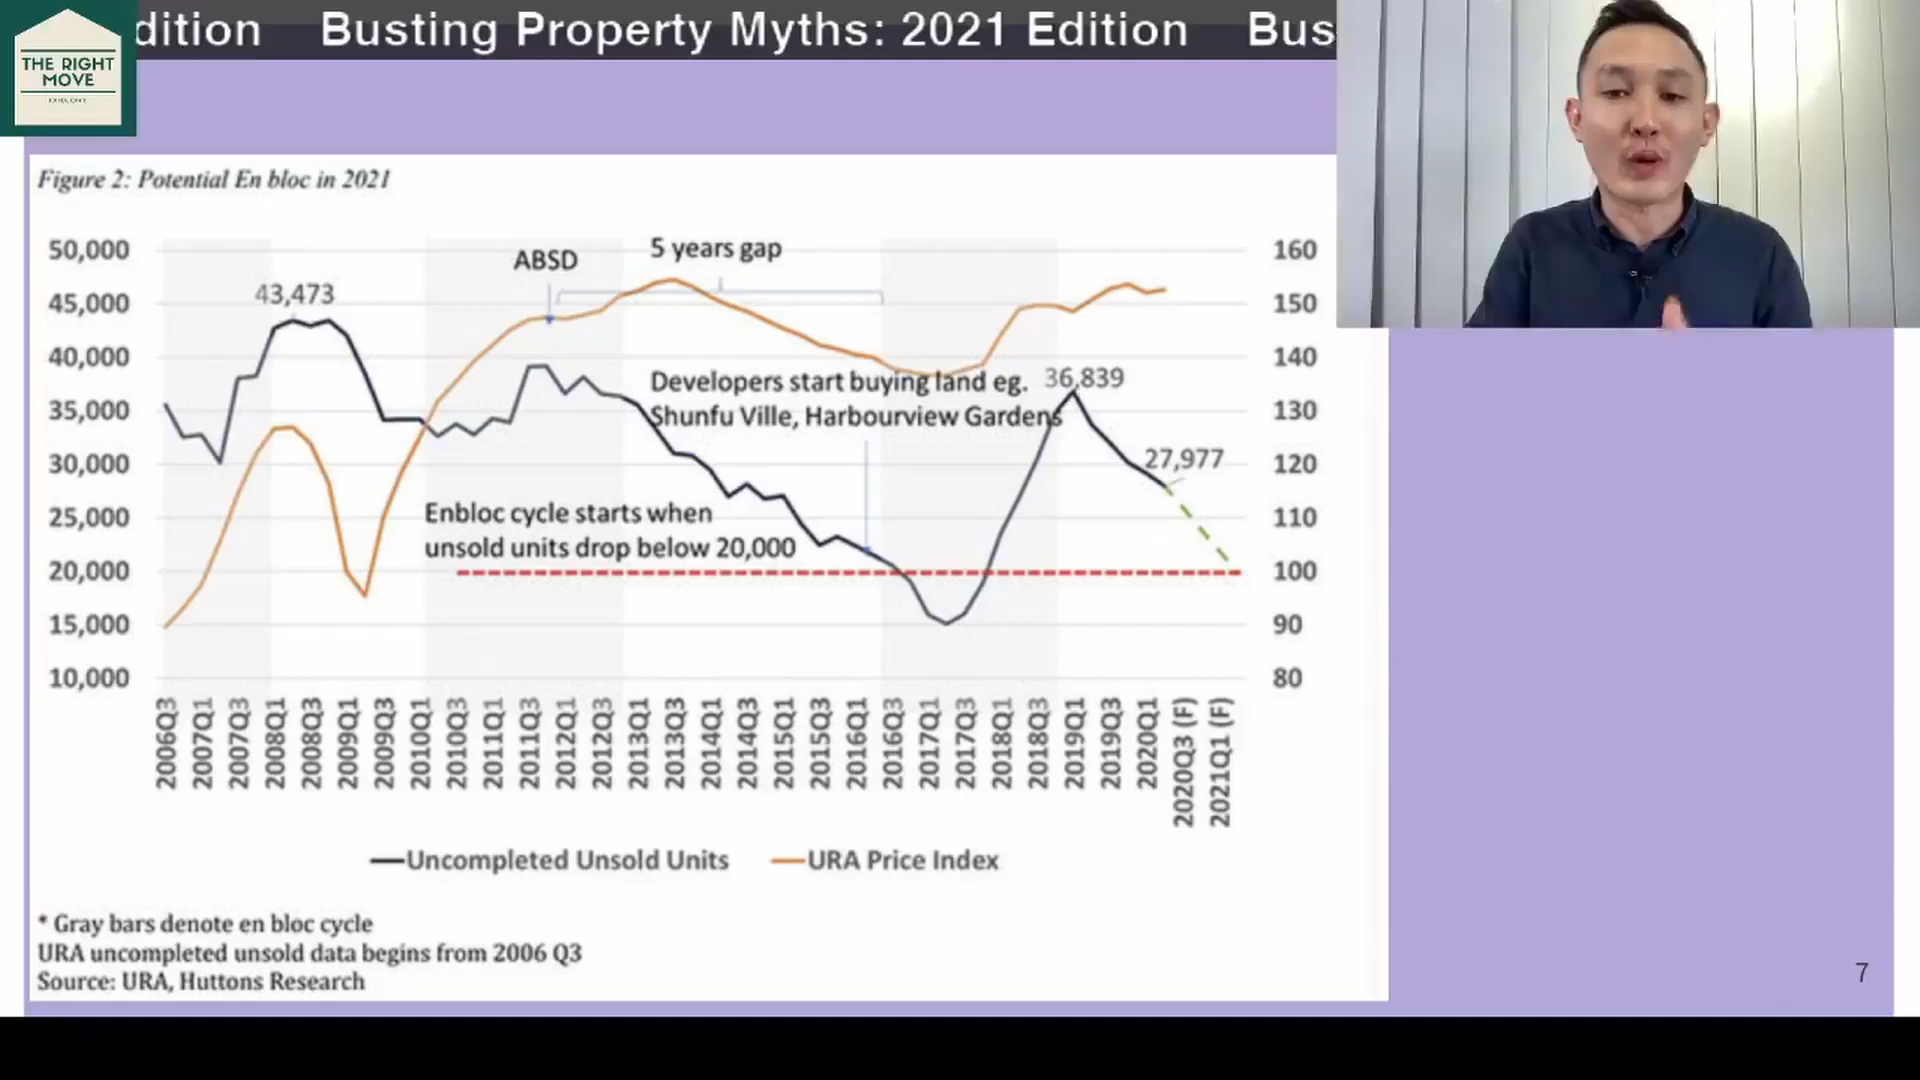 dition Busting Property Myths: 2021 Edition Bus
THE RIGHT
MOVE
Figure 2: Potential En bloc in 2021
50,000
45,000
40,000
35,000
30,000
25,000
20,000
15,000
10,000
160
150
140
130
120
110
100
90
80
43,473
ABSD
5 years gap
Developers start buying land eg.
Shunfu Ville, Harbourview Gardens
36,839
27,977
Enbloc cycle starts when
unsold units drop below 20,000
2006Q3
2007Q1
2007Q3
2008Q1
2008Q3
2009Q1
2009Q3
2010Q1
2010Q3
2011Q1
2011Q3
2012Q1
2012Q3
2013Q1
2013Q3
2014Q1
2014Q3
2015Q1
2015Q3
2016Q1
2016Q3
2017Q1
2017Q3
2018Q1
2018Q3
2019Q1
2019Q3
2020Q1
2020Q3 (F)
2021Q1 (F)
Uncompleted Unsold Units
URA Price Index
* Gray bars denote en bloc cycle
URA uncompleted unsold data begins from 2006 Q3
Source: URA, Huttons Research
7